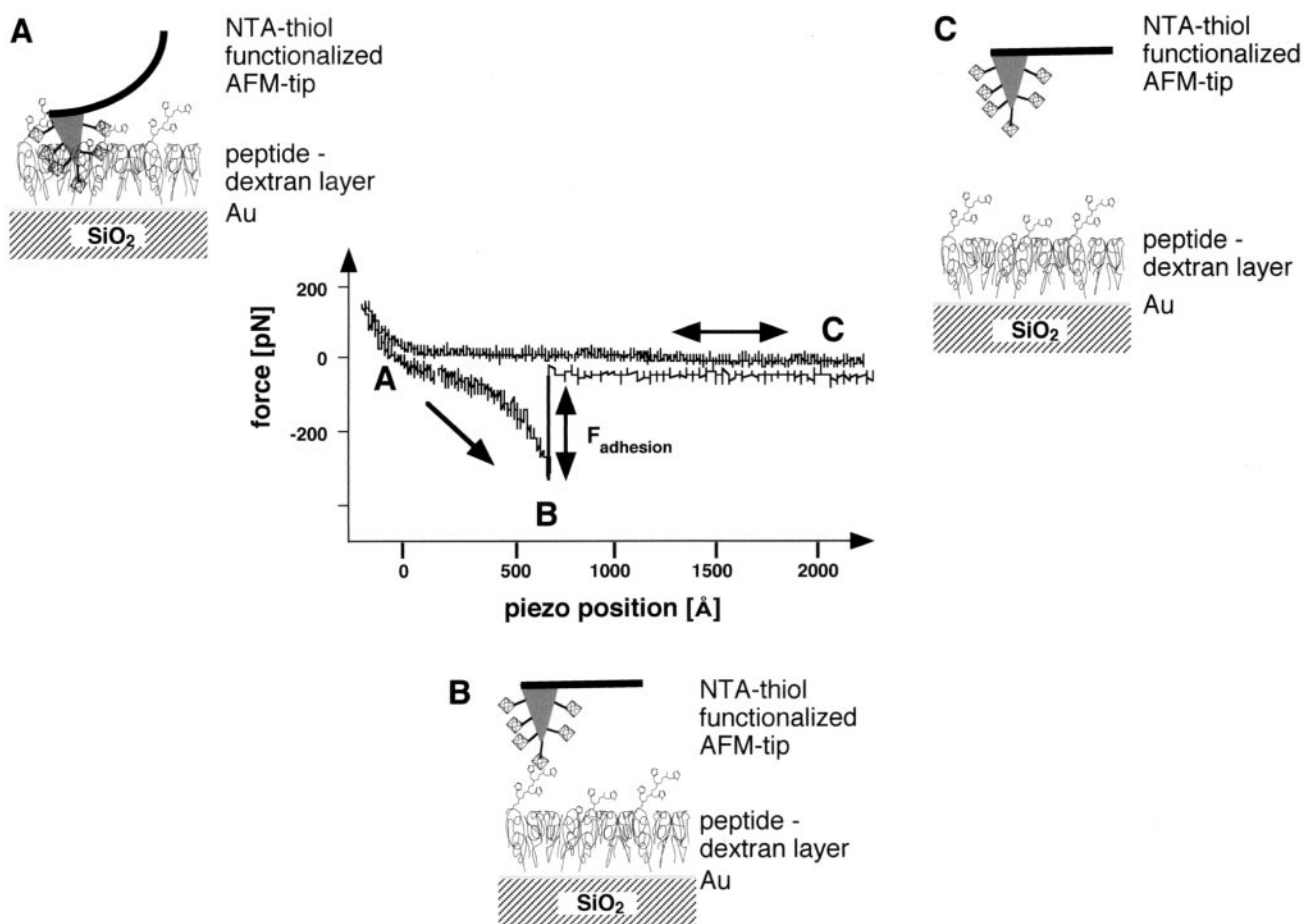 A
NTA-thiol
functionalized
AFM-tip
peptide -
dextran layer
Au
SiO₂
C
NTA-thiol
functionalized
AFM-tip
peptide -
dextran layer
Au
SiO₂
force [pN]
200
0
-200
A
B
C
F adhesion
0
500
1000
1500
2000
piezo position [Å]
B
NTA-thiol
functionalized
AFM-tip
peptide -
dextran layer
Au
SiO₂